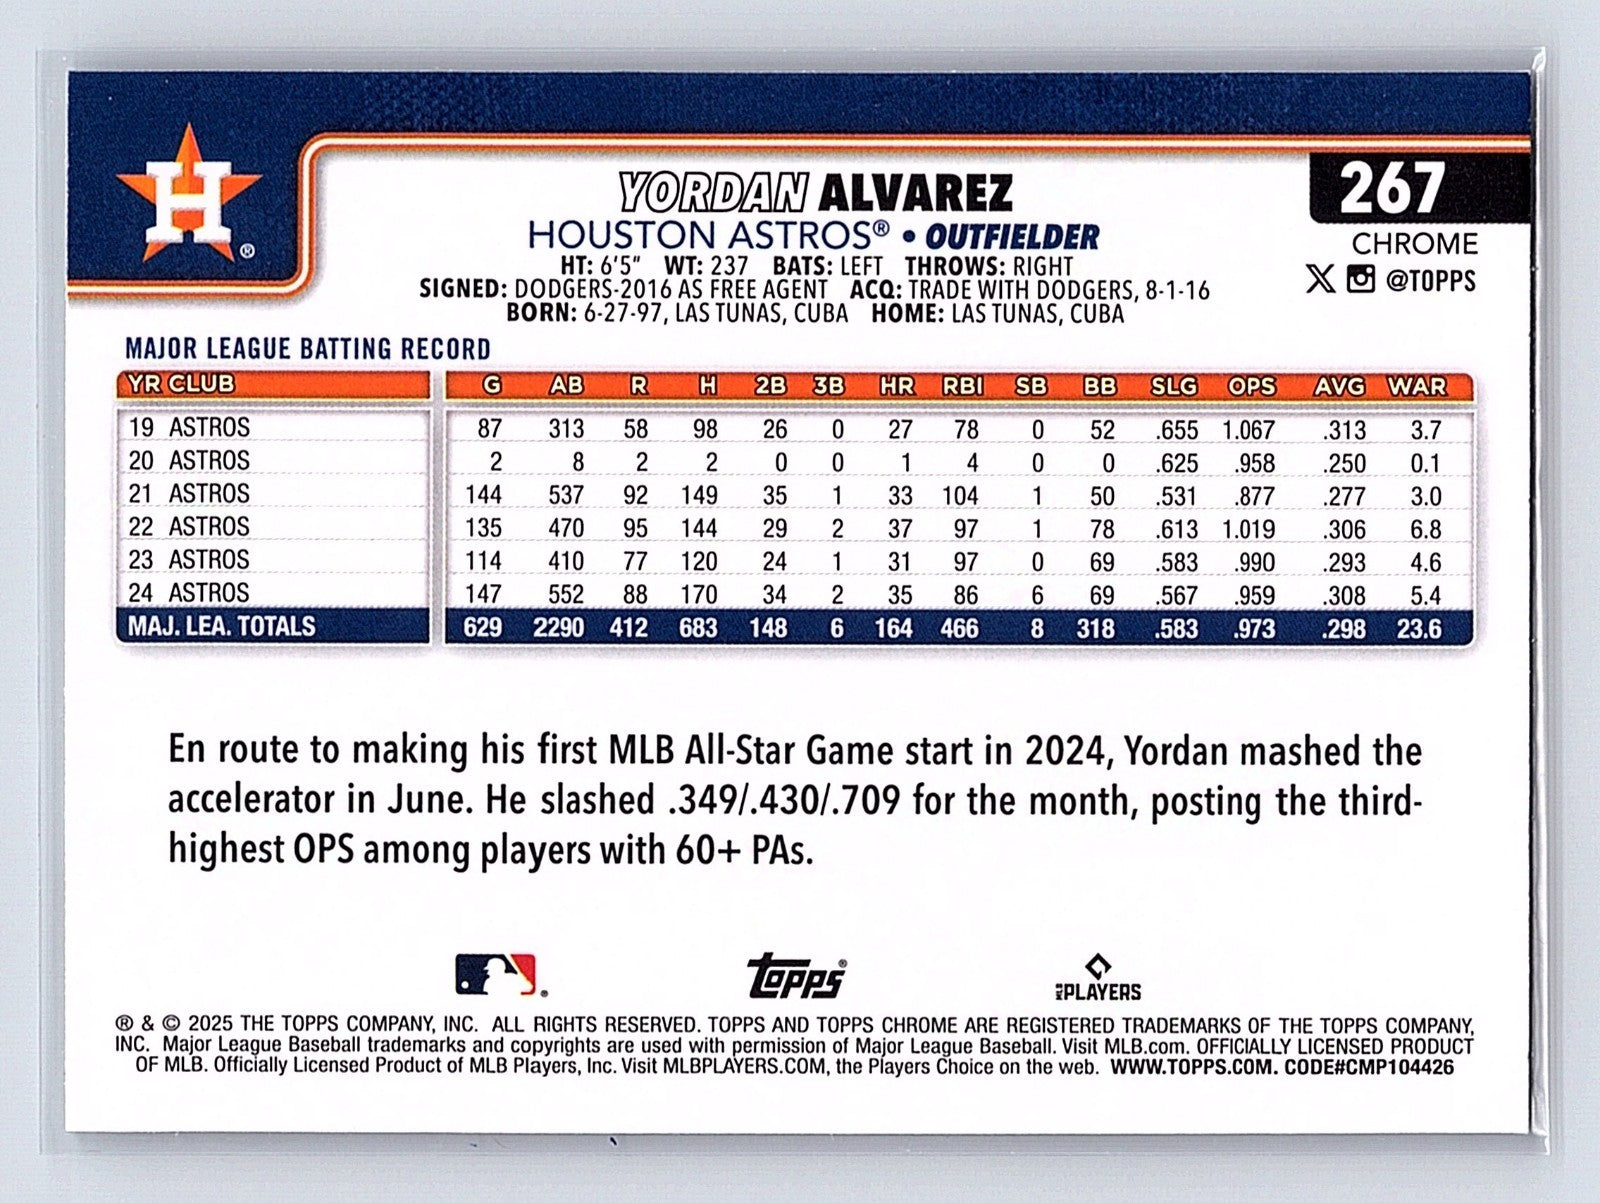 H ®
YORDAN ALVAREZ
267
HOUSTON ASTROS® • OUTFIELDER
CHROME
HT: 6'5" WT: 237 BATS: LEFT THROWS: RIGHT
@TOPPS
SIGNED: DODGERS-2016 AS FREE AGENT ACQ: TRADE WITH DODGERS, 8-1-16
BORN: 6-27-97, LAS TUNAS, CUBA HOME: LAS TUNAS, CUBA
MAJOR LEAGUE BATTING RECORD
YR CLUB G AB R H 2B 3B HR RBI SB BB SLG OPS AVG WAR
19 ASTROS 87 313 58 98 26 0 27 78 0 52 .655 1.067 .313 3.7
20 ASTROS 2 8 2 2 0 0 1 4 0 0 .625 .958 .250 0.1
21 ASTROS 144 537 92 149 35 1 33 104 1 50 .531 .877 .277 3.0
22 ASTROS 135 470 95 144 29 2 37 97 1 78 .613 1.019 .306 6.8
23 ASTROS 114 410 77 120 24 1 31 97 0 69 .583 .990 .293 4.6
24 ASTROS 147 552 88 170 34 2 35 86 6 69 .567 .959 .308 5.4
MAJ. LEA. TOTALS 629 2290 412 683 148 6 164 466 8 318 .583 .973 .298 23.6
En route to making his first MLB All-Star Game start in 2024, Yordan mashed the
accelerator in June. He slashed .349/.430/.709 for the month, posting the third-
highest OPS among players with 60+ PAs.
topps® MLB PLAYERS
® & © 2025 THE TOPPS COMPANY, INC. ALL RIGHTS RESERVED. TOPPS AND TOPPS CHROME ARE REGISTERED TRADEMARKS OF THE TOPPS COMPANY,
INC. Major League Baseball trademarks and copyrights are used with permission of Major League Baseball. Visit MLB.com. OFFICIALLY LICENSED PRODUCT
OF MLB. Officially Licensed Product of MLB Players, Inc. Visit MLBPLAYERS.COM, the Players Choice on the web. WWW.TOPPS.COM. CODE#CMP104426